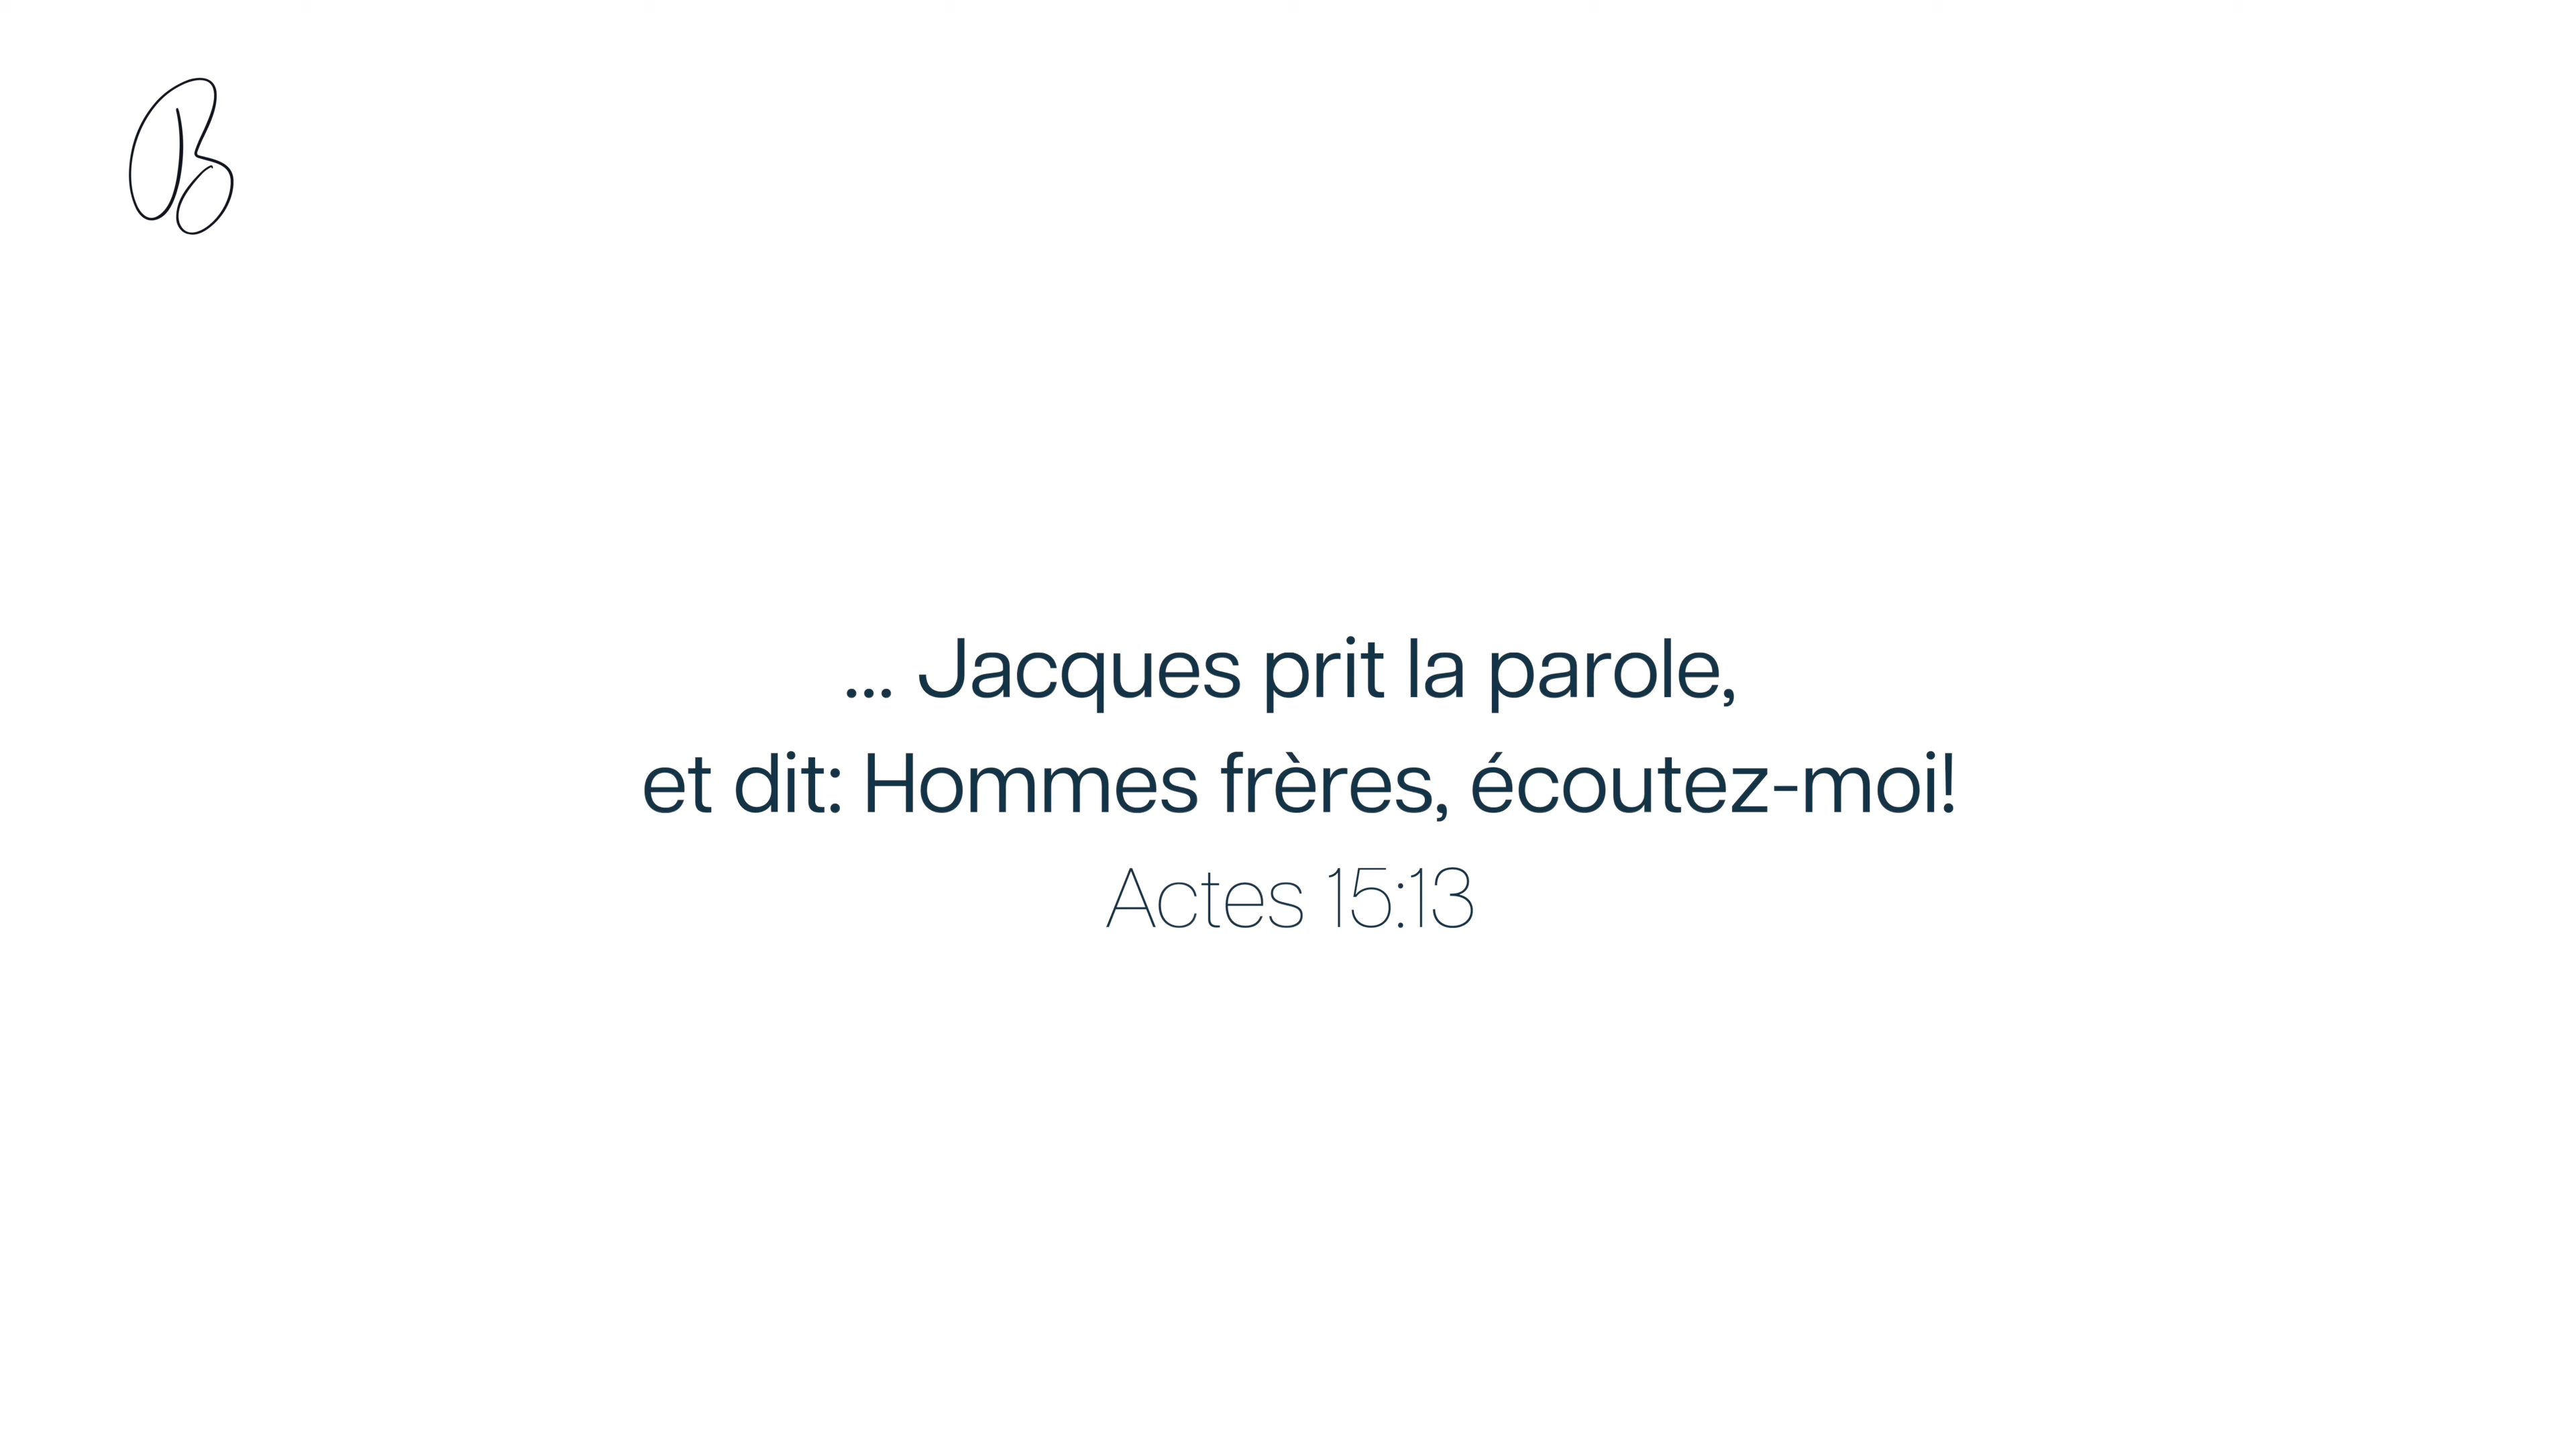 B
... Jacques prit la parole,
et dit: Hommes frères, écoutez-moi!
Actes 15:13